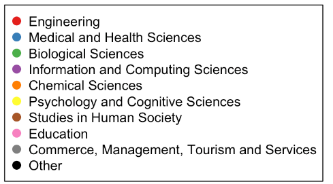 Engineering
Medical and Health Sciences
Biological Sciences
Information and Computing Sciences
Chemical Sciences
Psychology and Cognitive Sciences
Studies in Human Society
Education
Commerce, Management, Tourism and Services
Other